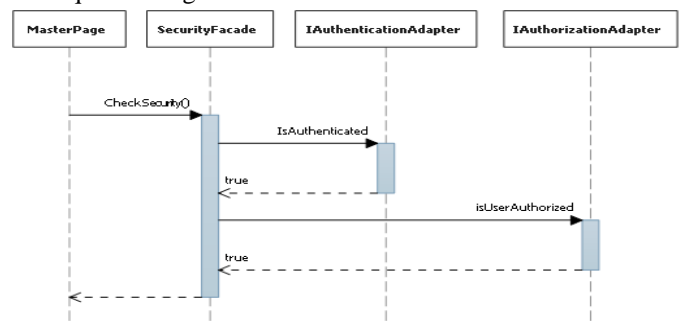 MasterPage
SecurityFacade
IAuthenticationAdapter
IAuthorizationAdapter
CheckSecurity()
IsAuthenticated
true
isUserAuthorized
true